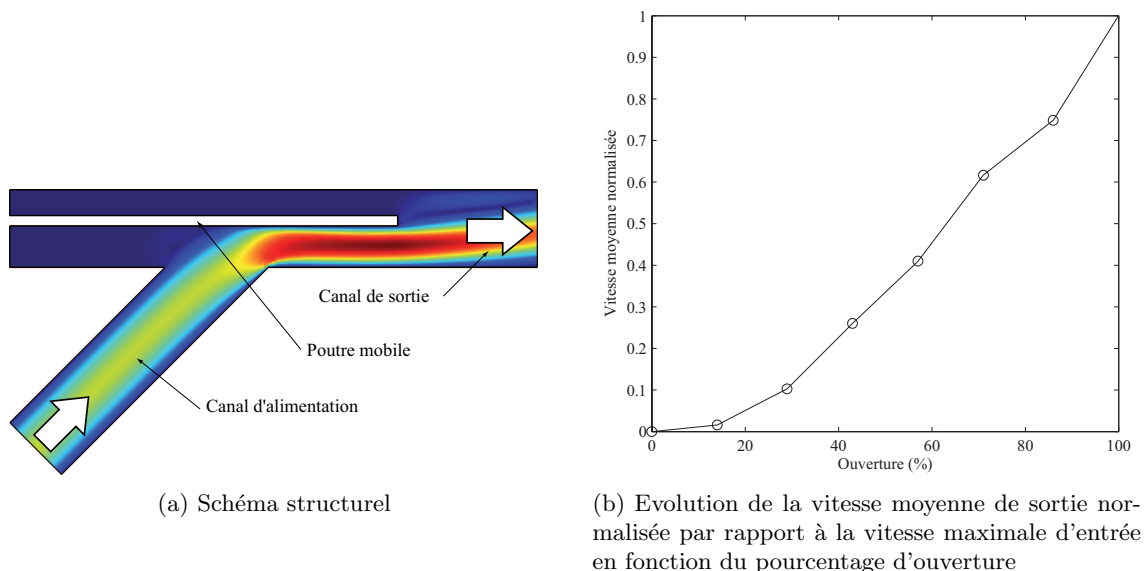 Canal de sortie
Poutre mobile
Canal d'alimentation
(a) Schéma structurel
1
0.9
0.8
0.7
0.6
0.5
0.4
0.3
0.2
0.1
0
0
20
40
60
80
100
Vitesse moyenne normalisée
Ouverture (%)
(b) Evolution de la vitesse moyenne de sortie nor-
malisée par rapport à la vitesse maximale d'entrée
en fonction du pourcentage d'ouverture